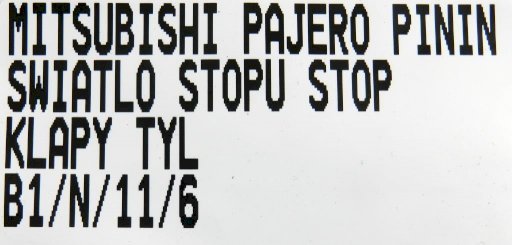 MITSUBISHI PAJERO PININ
SWIATLO STOPU STOP
KLAPY TYL
B1/N/11/6